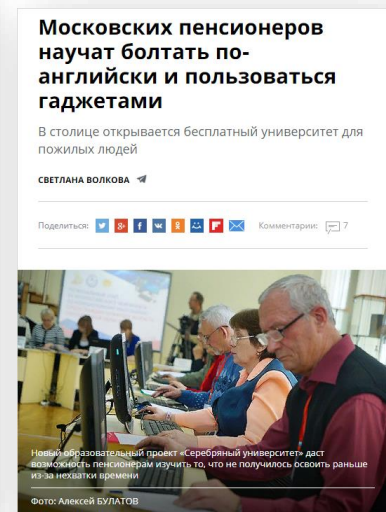 Московских пенсионеров
научат болтать по-
английски и пользоваться
гаджетами
В столице открывается бесплатный университет для
пожилых людей
СВЕТЛАНА ВОЛКОВА
Поделиться:
Комментарии: 7
Новый образовательный проект «Серебряный университет» даст
возможность пенсионерам изучить то, что не получилось освоить раньше
из-за нехватки времени
Фото: Алексей БУЛАТОВ